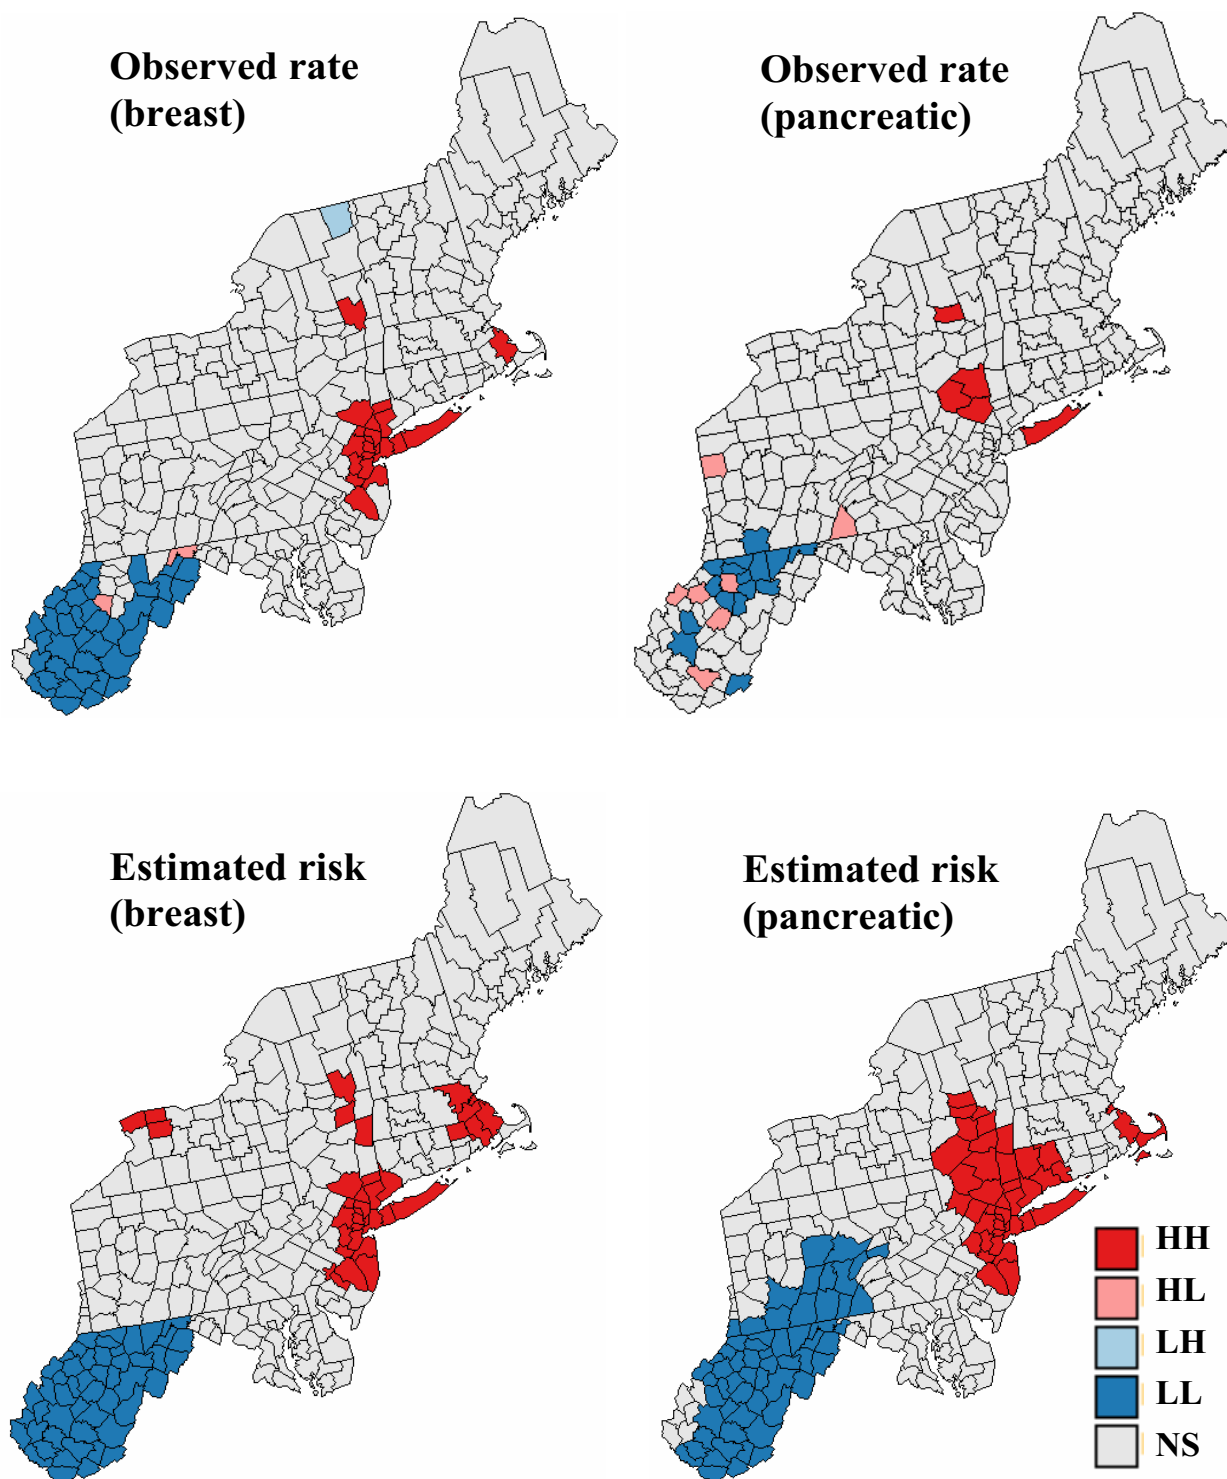 Observed rate
(breast)
Observed rate
(pancreatic)
Estimated risk
(breast)
Estimated risk
(pancreatic)
HH
HL
LH
LL
NS